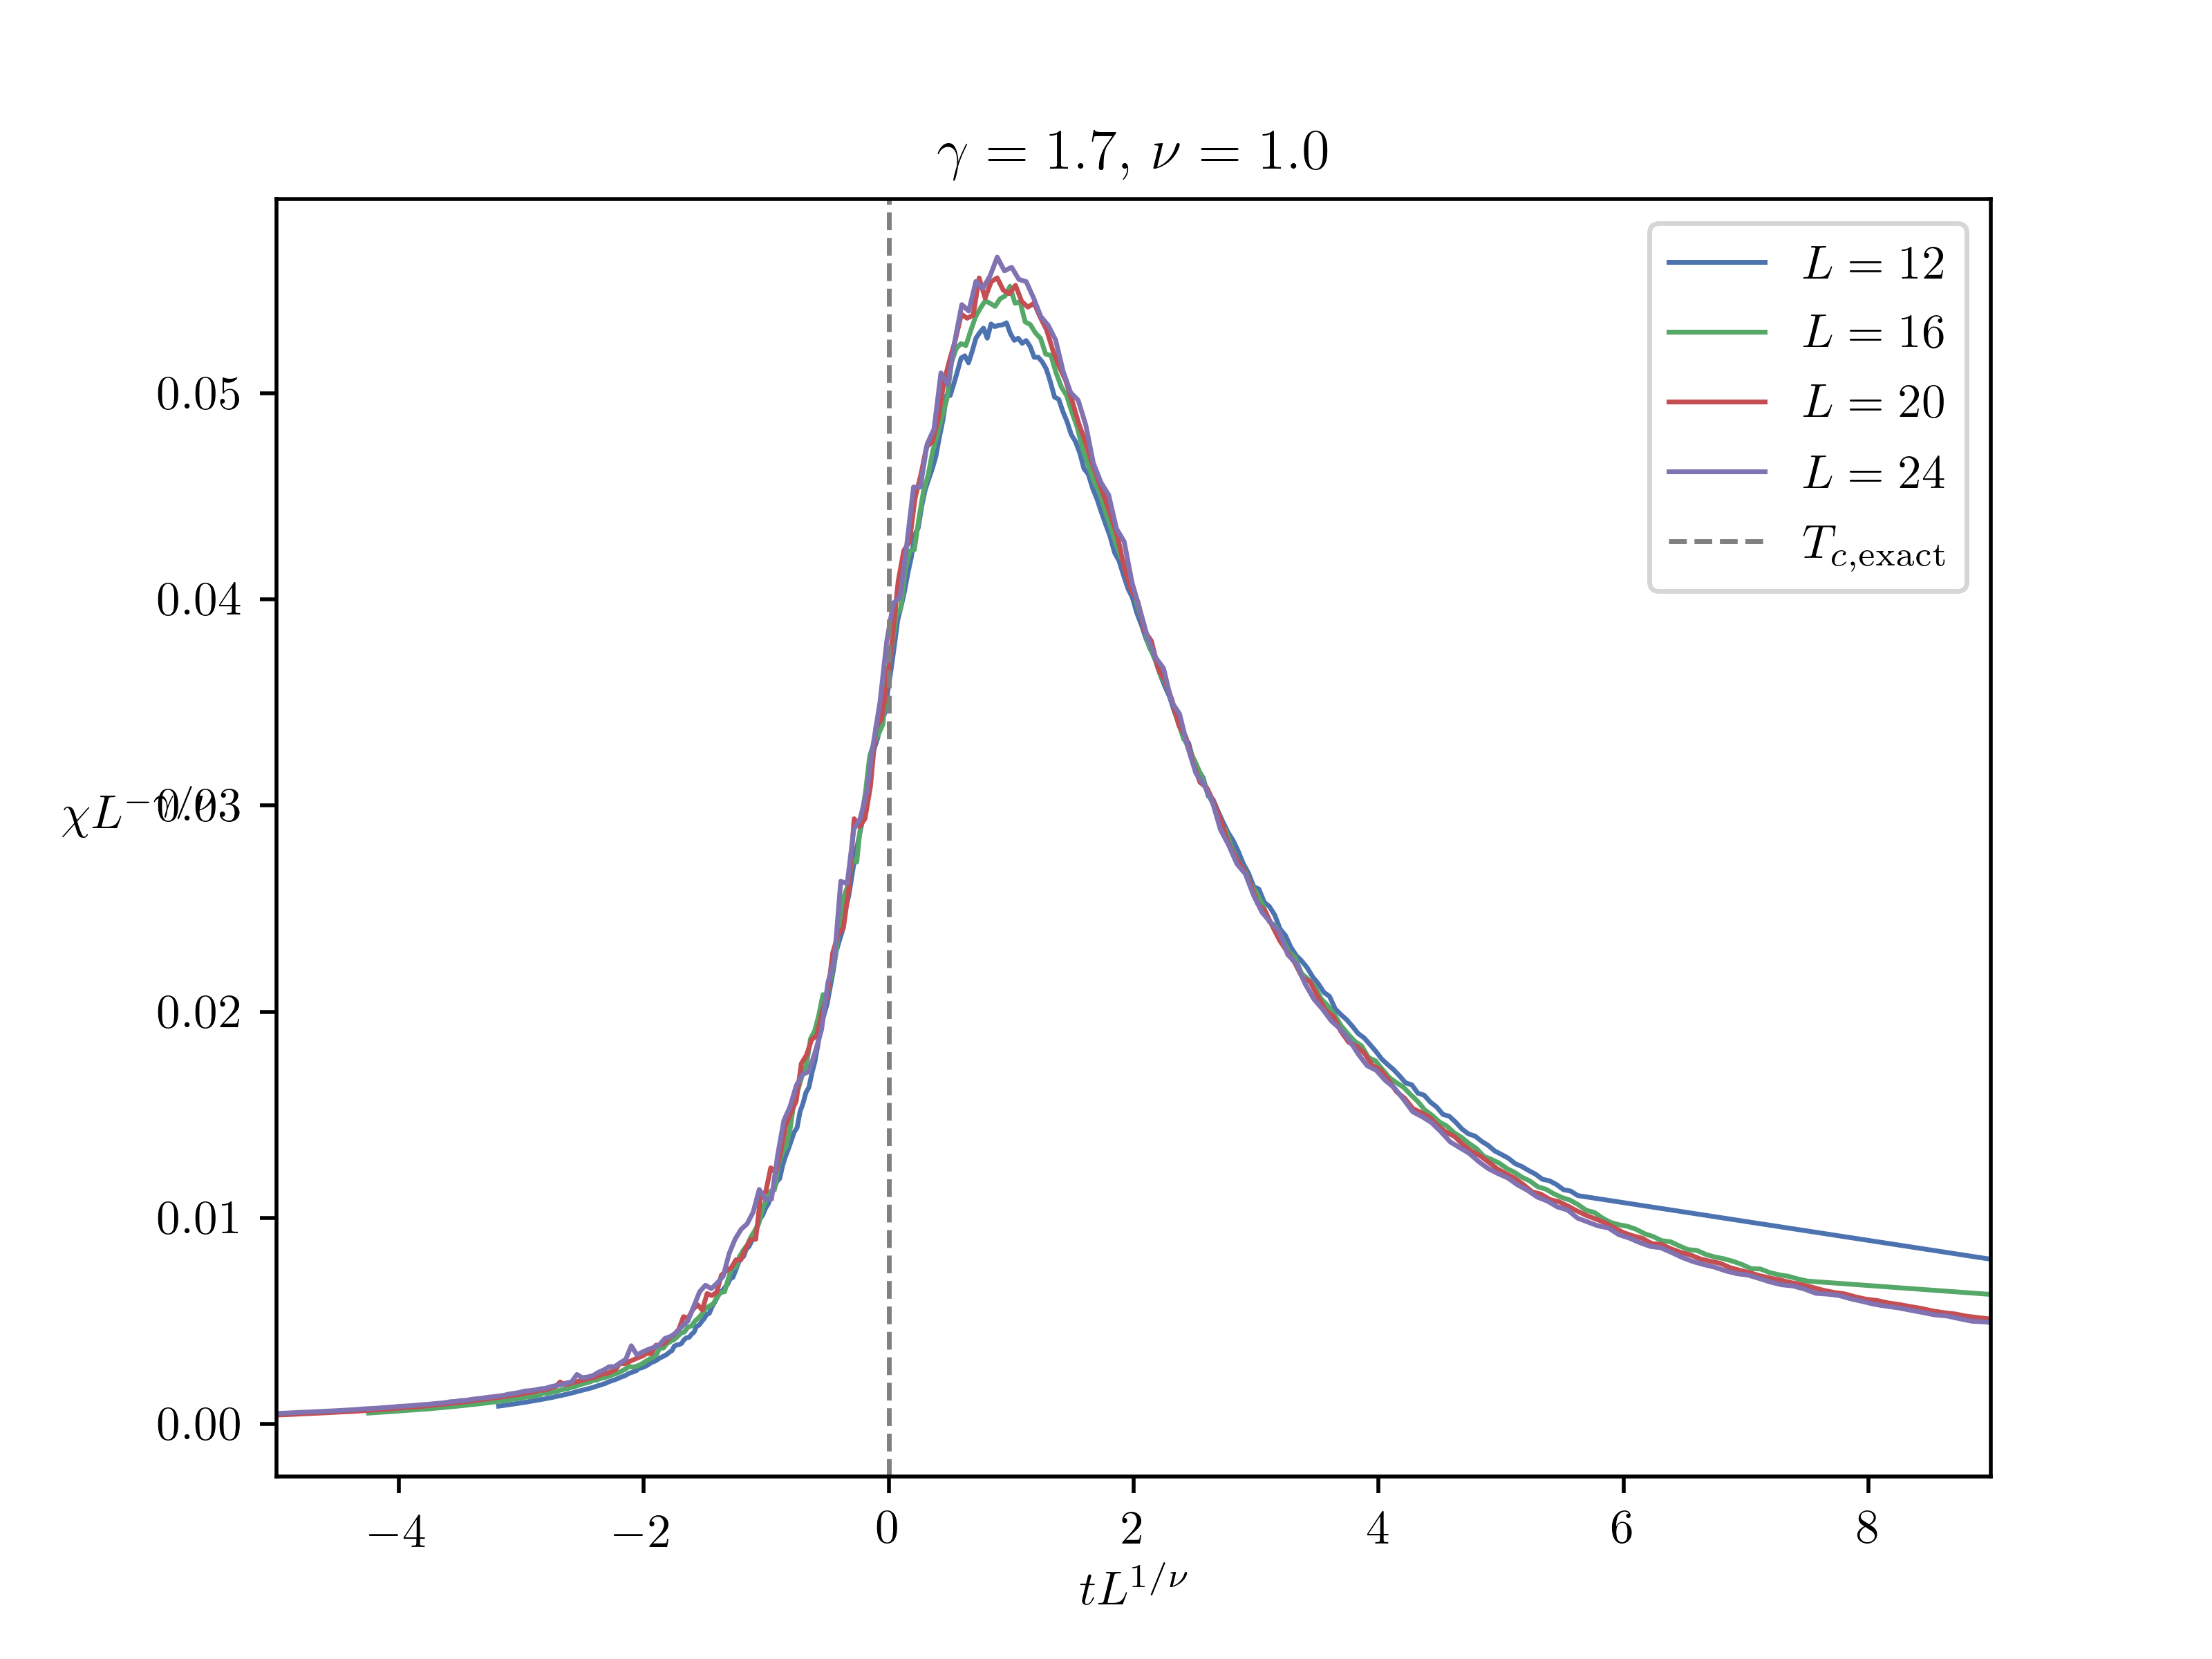 γ = 1.7, ν = 1.0
L = 12
L = 16
L = 20
L = 24
T_{c,exact}
0.05
0.04
χL^{−γ/ν}
0.03
0.02
0.01
0.00
−4 −2 0 2 4 6 8
tL^{1/ν}